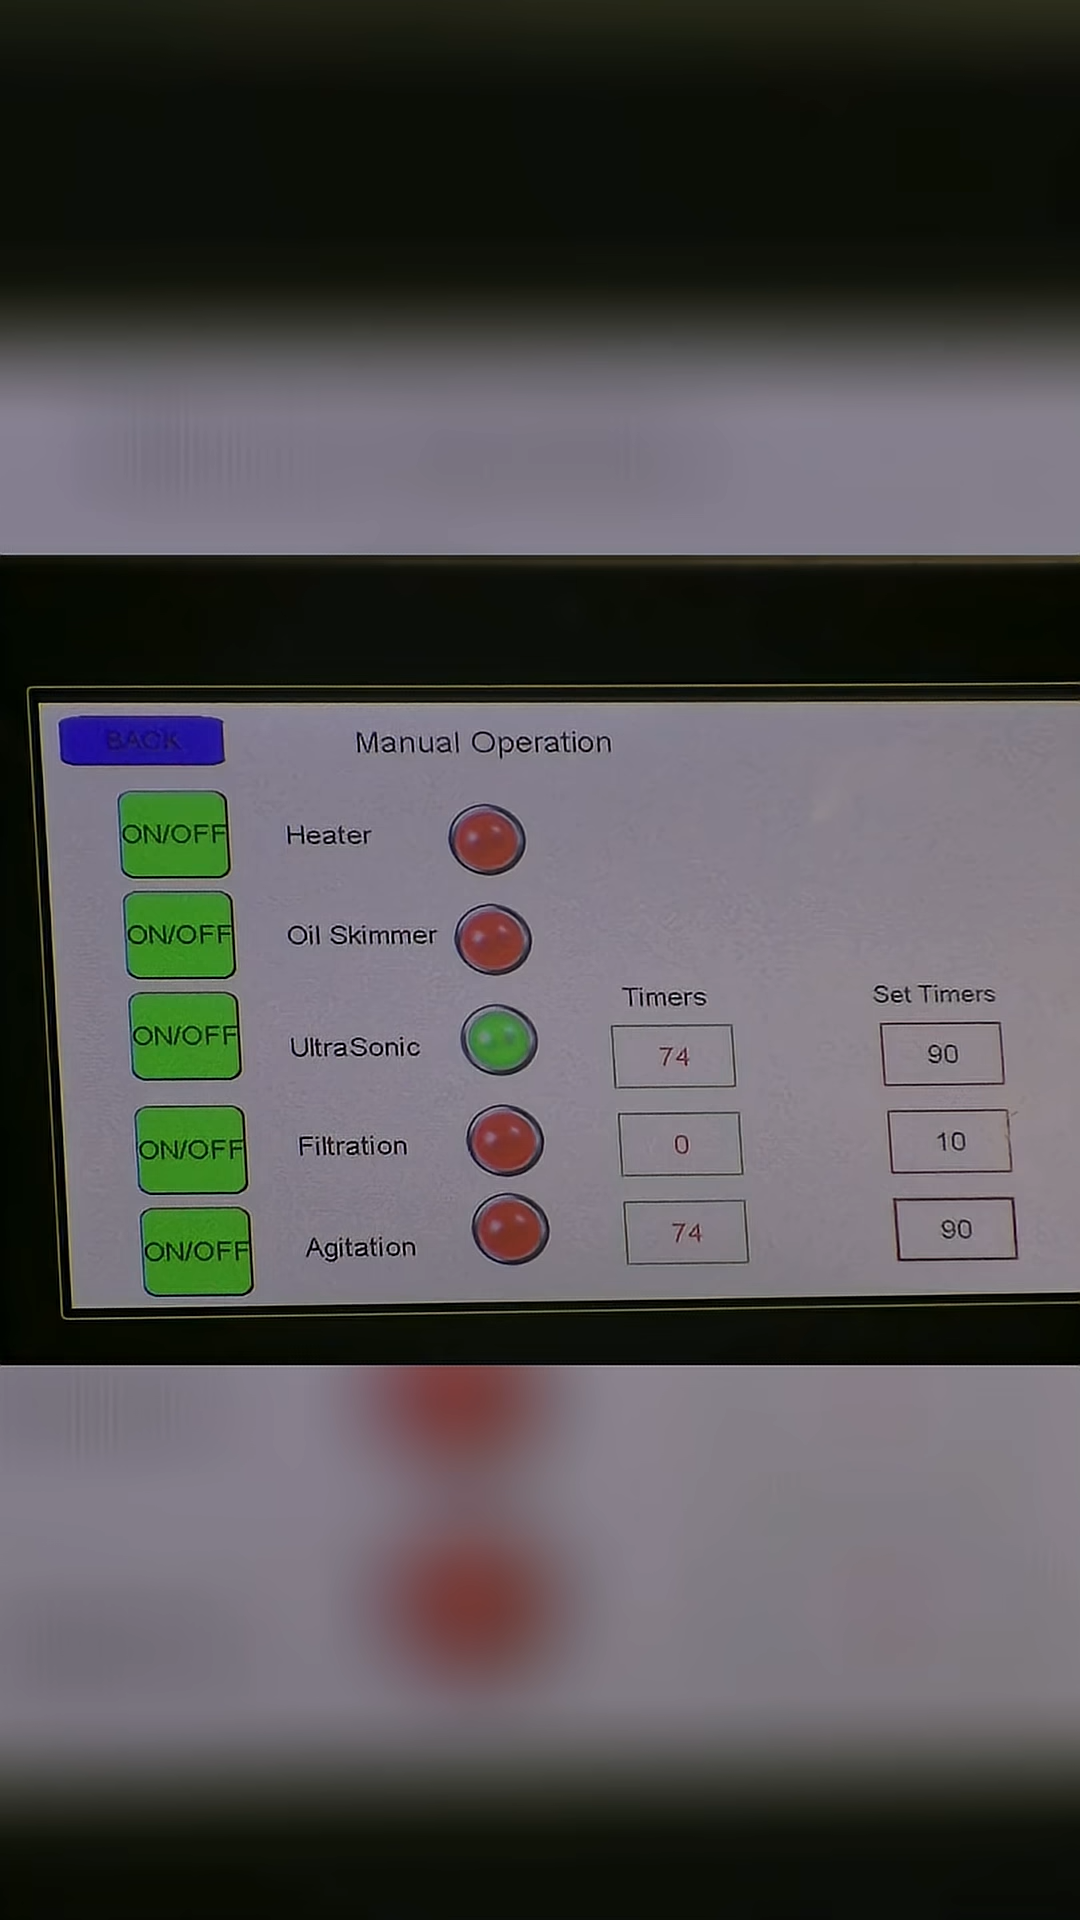 BACK
Manual Operation
ON/OFF Heater
ON/OFF Oil Skimmer
Timers Set Timers
ON/OFF UltraSonic 74 90
ON/OFF Filtration 0 10
ON/OFF Agitation 74 90